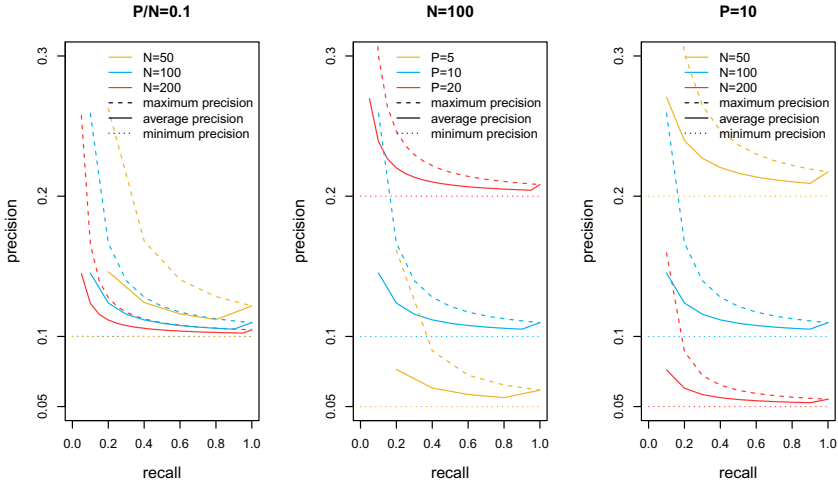 P/N=0.1
N=100
P=10
N=50
N=100
N=200
maximum precision
average precision
minimum precision
P=5
P=10
P=20
maximum precision
average precision
minimum precision
N=50
N=100
N=200
maximum precision
average precision
minimum precision
precision
0.3
0.2
0.1
0.05
0.0 0.2 0.4 0.6 0.8 1.0
recall
precision
0.3
0.2
0.1
0.05
0.0 0.2 0.4 0.6 0.8 1.0
recall
precision
0.3
0.2
0.1
0.05
0.0 0.2 0.4 0.6 0.8 1.0
recall